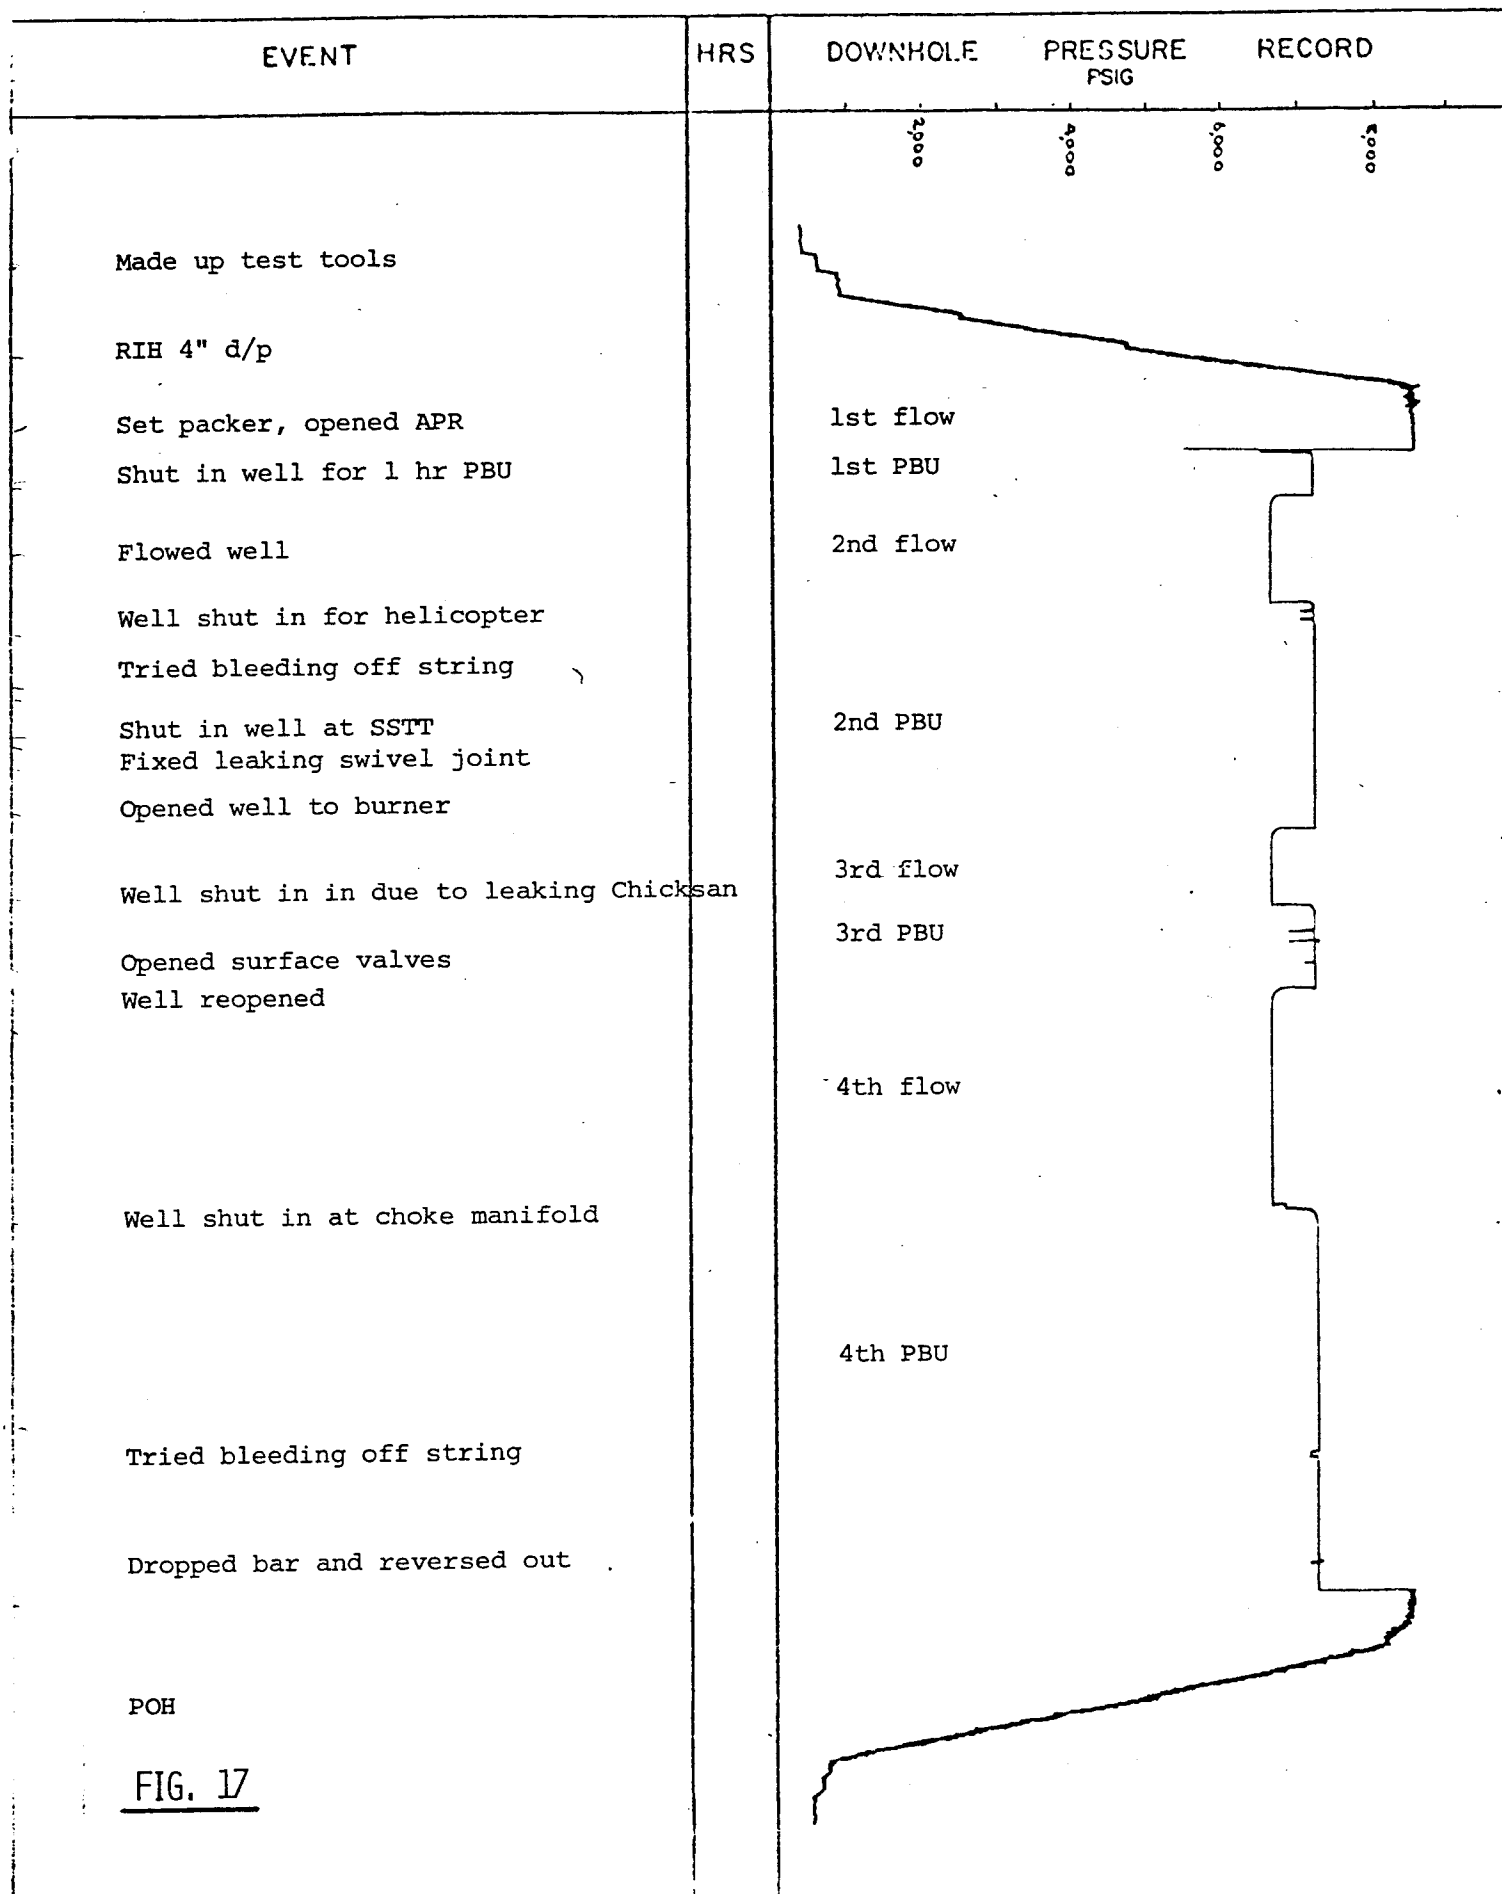 EVENT HRS DOWNHOLE PRESSURE RECORD
PSIG
2,000 4,000 6,000 8,000
Made up test tools
RIH 4" d/p
Set packer, opened APR 1st flow
Shut in well for 1 hr PBU 1st PBU
Flowed well 2nd flow
Well shut in for helicopter
Tried bleeding off string
Shut in well at SSTT 2nd PBU
Fixed leaking swivel joint
Opened well to burner
3rd flow
Well shut in in due to leaking Chicksan
3rd PBU
Opened surface valves
Well reopened
4th flow
Well shut in at choke manifold
4th PBU
Tried bleeding off string
Dropped bar and reversed out .
POH
FIG. 17